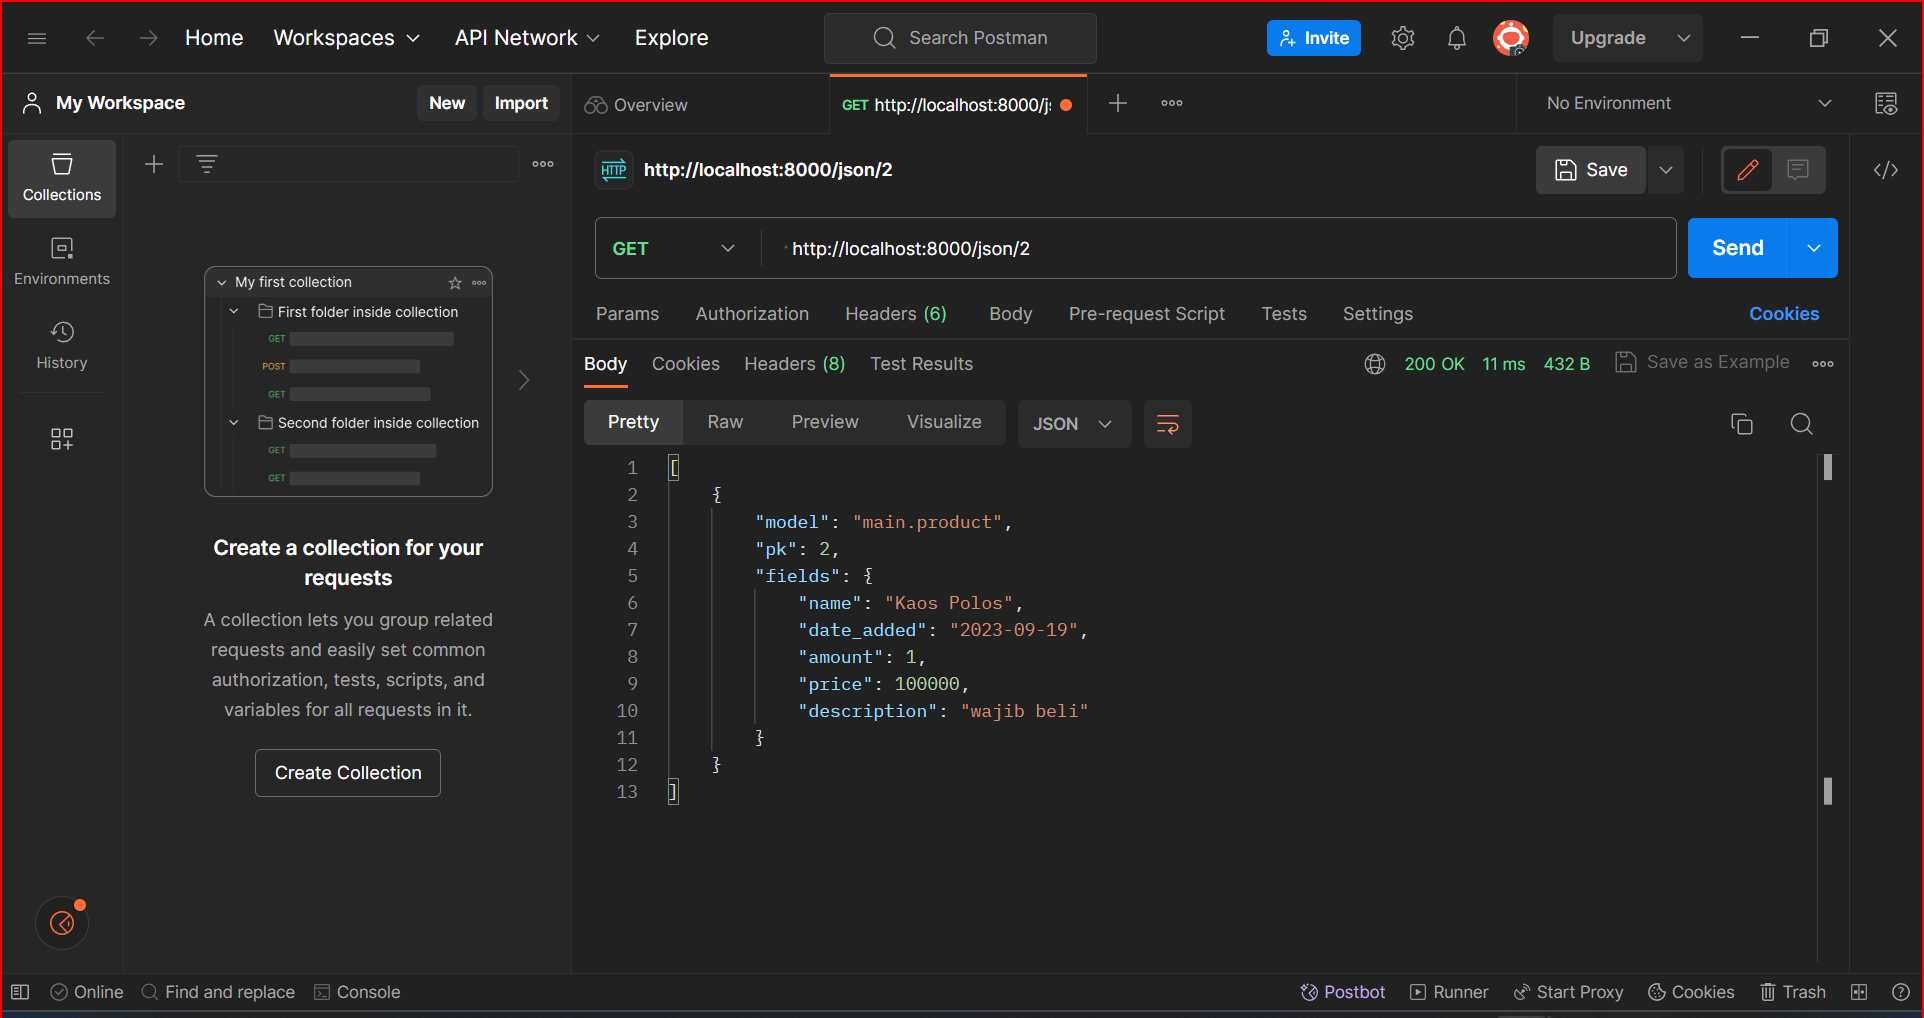 Home Workspaces API Network Explore Search Postman Invite Upgrade
My Workspace New Import Overview GET http://localhost:8000/js No Environment
Collections
Environments
History
My first collection
First folder inside collection
GET
POST
GET
Second folder inside collection
GET
GET
Create a collection for your
requests
A collection lets you group related
requests and easily set common
authorization, tests, scripts, and
variables for all requests in it.
Create Collection
HTTP http://localhost:8000/json/2 Save
GET http://localhost:8000/json/2 Send
Params Authorization Headers (6) Body Pre-request Script Tests Settings Cookies
Body Cookies Headers (8) Test Results 200 OK 11 ms 432 B Save as Example
Pretty Raw Preview Visualize JSON
1 [
2 {
3 "model": "main.product",
4 "pk": 2,
5 "fields": {
6 "name": "Kaos Polos",
7 "date_added": "2023-09-19",
8 "amount": 1,
9 "price": 100000,
10 "description": "wajib beli"
11 }
12 }
13 ]
Online Find and replace Console Postbot Runner Start Proxy Cookies Trash